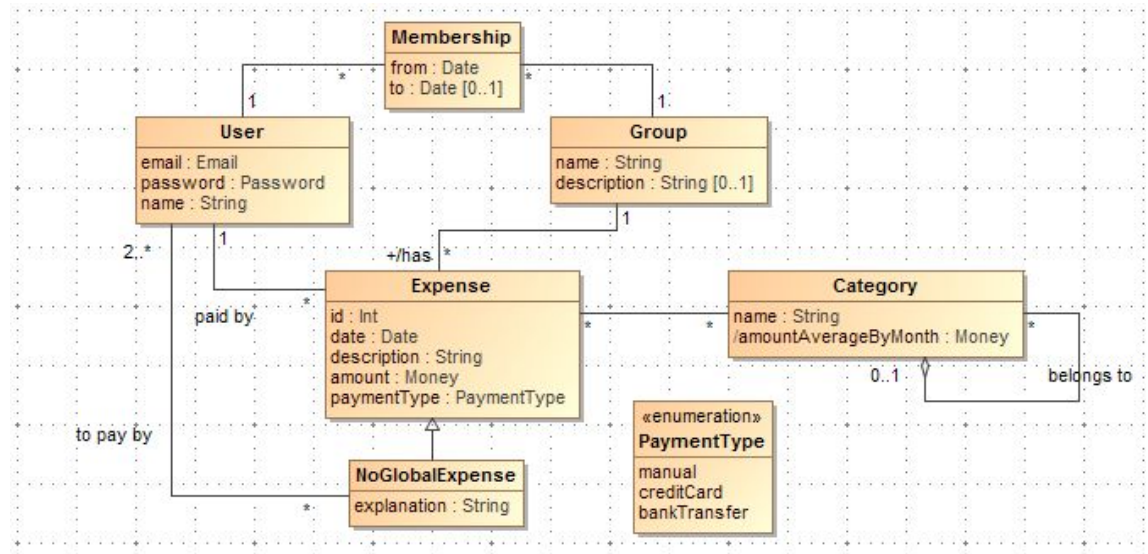 Membership
from : Date
to : Date [0..1]
*
*
1
1
User
email : Email
password : Password
name : String
Group
name : String
description : String [0..1]
2..*
1
1
+/has
*
paid by
*
Expense
id : Int
date : Date
description : String
amount : Money
paymentType : PaymentType
*
*
Category
name : String
/amountAverageByMonth : Money
*
0..1
belongs to
to pay by
*
NoGlobalExpense
explanation : String
«enumeration»
PaymentType
manual
creditCard
bankTransfer